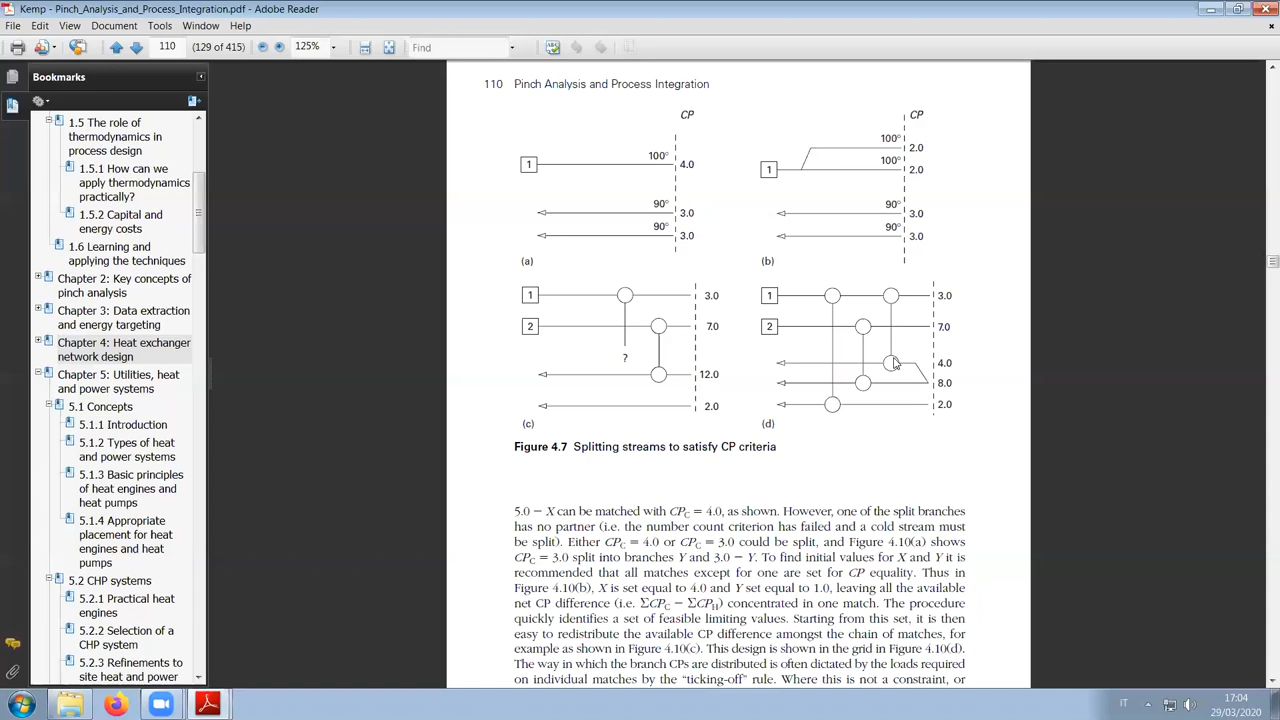 Kemp - Pinch_Analysis_and_Process_Integration.pdf - Adobe Reader
File Edit View Document Tools Window Help
110 (129 of 415) 125% Find
Bookmarks
1.5 The role of
thermodynamics in
process design
1.5.1 How can we
apply thermodynamics
practically?
1.5.2 Capital and
energy costs
1.6 Learning and
applying the techniques
Chapter 2: Key concepts of
pinch analysis
Chapter 3: Data extraction
and energy targeting
Chapter 4: Heat exchanger
network design
Chapter 5: Utilities, heat
and power systems
5.1 Concepts
5.1.1 Introduction
5.1.2 Types of heat
and power systems
5.1.3 Basic principles
of heat engines and
heat pumps
5.1.4 Appropriate
placement for heat
engines and heat
pumps
5.2 CHP systems
5.2.1 Practical heat
engines
5.2.2 Selection of a
CHP system
5.2.3 Refinements to
site heat and power
110 Pinch Analysis and Process Integration
CP
1 100° 4.0
90° 3.0
90° 3.0
(a)
CP
100° 2.0
1 100° 2.0
90° 3.0
90° 3.0
(b)
1 3.0
2 7.0
?
12.0
2.0
(c)
1 3.0
2 7.0
4.0
8.0
2.0
(d)
Figure 4.7 Splitting streams to satisfy CP criteria
5.0 – X can be matched with CPC = 4.0, as shown. However, one of the split branches
has no partner (i.e. the number count criterion has failed and a cold stream must
be split). Either CPC = 4.0 or CPC = 3.0 could be split, and Figure 4.10(a) shows
CPC = 3.0 split into branches Y and 3.0 – Y. To find initial values for X and Y it is
recommended that all matches except for one are set for CP equality. Thus in
Figure 4.10(b), X is set equal to 4.0 and Y set equal to 1.0, leaving all the available
net CP difference (i.e. ΣCPC – ΣCPH) concentrated in one match. The procedure
quickly identifies a set of feasible limiting values. Starting from this set, it is then
easy to redistribute the available CP difference amongst the chain of matches, for
example as shown in Figure 4.10(c). This design is shown in the grid in Figure 4.10(d).
The way in which the branch CPs are distributed is often dictated by the loads required
on individual matches by the “ticking-off” rule. Where this is not a constraint, or
IT
17:04
29/03/2020